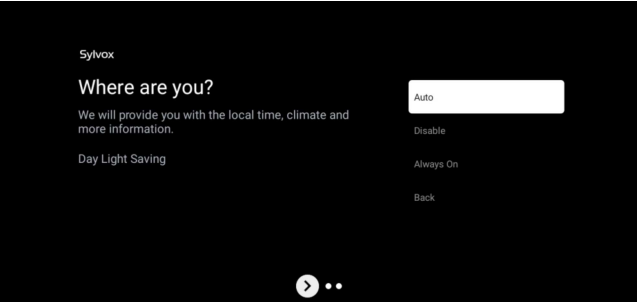 Sylvox
Where are you?
We will provide you with the local time, climate and
more information.
Day Light Saving
Auto
Disable
Always On
Back